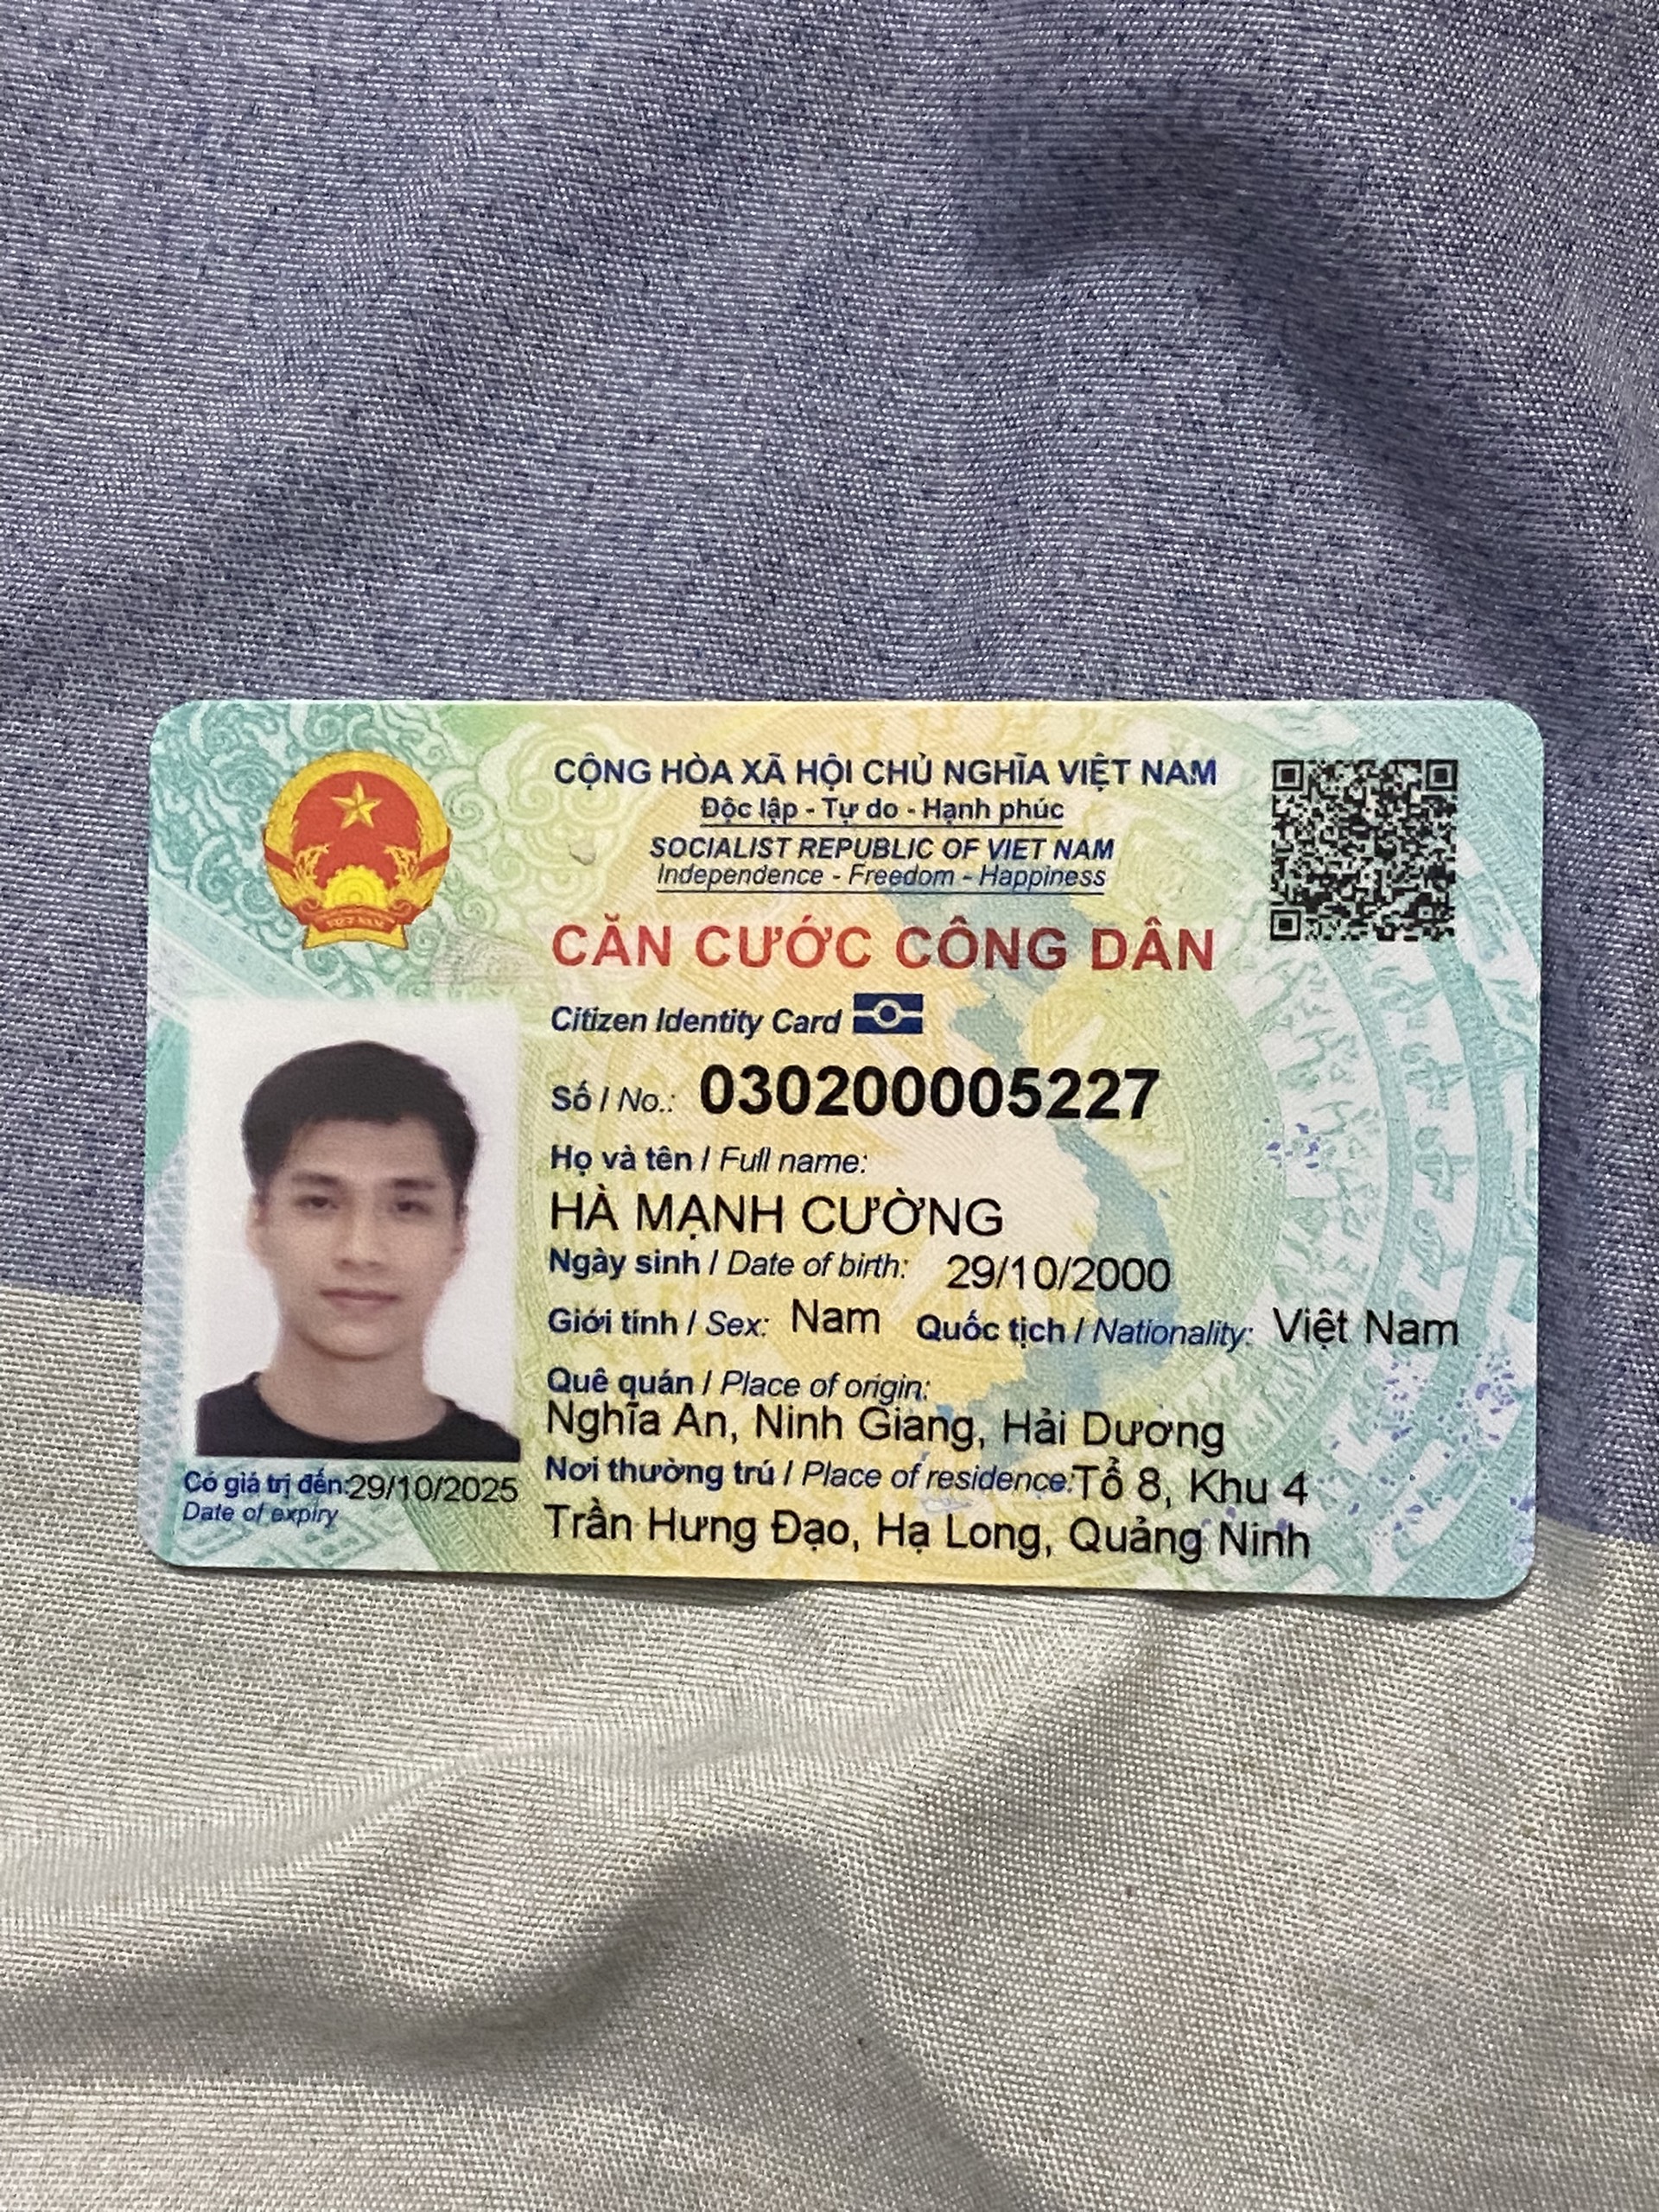 CỘNG HÒA XÃ HỘI CHỦ NGHĨA VIỆT NAM
Độc lập - Tự do - Hạnh phúc
SOCIALIST REPUBLIC OF VIET NAM
Independence - Freedom - Happiness
CĂN CƯỚC CÔNG DÂN
Citizen Identity Card
Số / No.: 030200005227
Họ và tên / Full name:
HÀ MẠNH CƯỜNG
Ngày sinh / Date of birth: 29/10/2000
Giới tính / Sex: Nam Quốc tịch / Nationality: Việt Nam
Quê quán / Place of origin:
Nghĩa An, Ninh Giang, Hải Dương
Nơi thường trú / Place of residence: Tổ 8, Khu 4
Trần Hưng Đạo, Hạ Long, Quảng Ninh
Có giá trị đến: 29/10/2025
Date of expiry